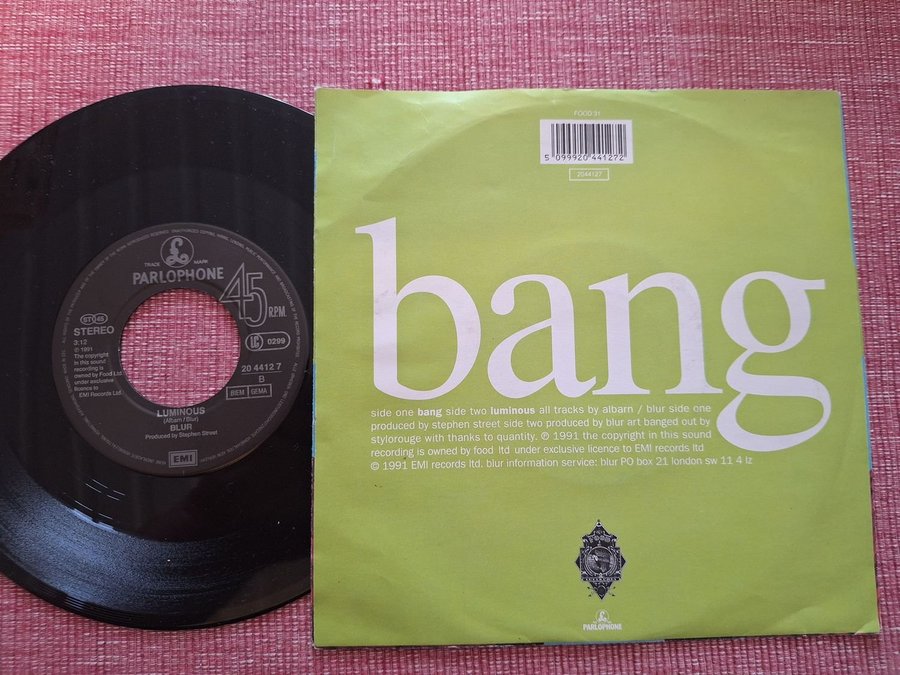 TRADE MARK
PARLOPHONE
45
R.P.M.
ST 45
STEREO
3:12
℗ 1991
The copyright
in this sound
recording is
owned by Food Ltd.
under exclusive
licence to
EMI Records Ltd.
LC 0299
20 4412 7
B
BIEM GEMA
LUMINOUS
(Albarn / Blur)
BLUR
Produced by Stephen Street
EMI
FOOD 31
5 099920 441272
2044127
bang
side one bang side two luminous all tracks by albarn / blur side one
produced by stephen street side two produced by blur art banged out by
stylorouge with thanks to quantity. ℗ 1991 the copyright in this sound
recording is owned by food ltd under exclusive licence to EMI records ltd
© 1991 EMI records ltd. blur information service: blur PO box 21 london sw 11 4 lz
PARLOPHONE